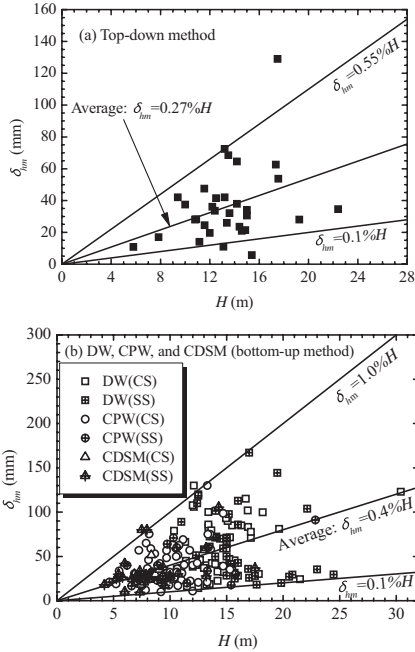 160
140
120
100
80
60
40
20
0
δhm (mm)
(a) Top-down method
δhm=0.55%H
Average: δhm=0.27%H
δhm=0.1%H
0 4 8 12 16 20 24 28
H (m)
300
250
200
150
100
50
0
δhm (mm)
(b) DW, CPW, and CDSM (bottom-up method)
DW(CS)
DW(SS)
CPW(CS)
CPW(SS)
CDSM(CS)
CDSM(SS)
δhm=1.0%H
Average: δhm=0.4%H
δhm=0.1%H
0 5 10 15 20 25 30
H (m)